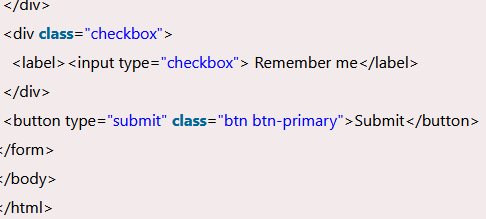 </div>
<div class="checkbox">
<label><input type="checkbox"> Remember me</label>
</div>
<button type="submit" class="btn btn-primary">Submit</button>
</form>
</body>
</html>